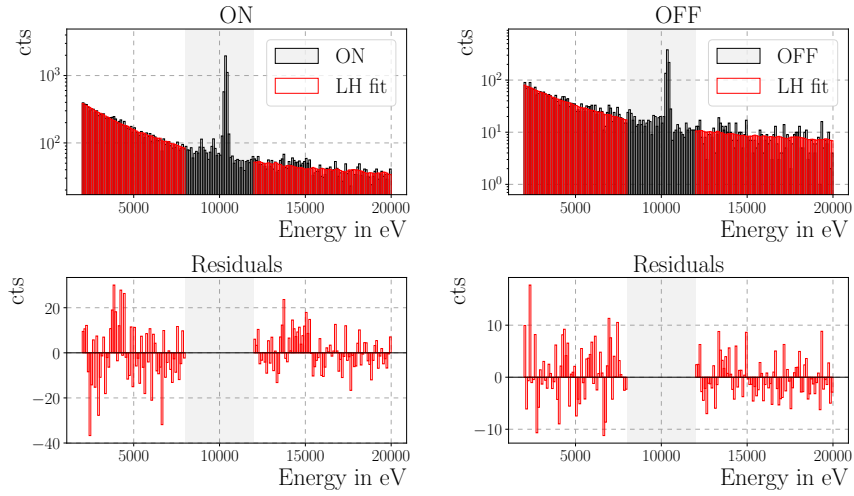 ON
cts
10³
10²
ON
LH fit
5000 10000 15000 20000
Energy in eV
OFF
cts
10²
10¹
10⁰
OFF
LH fit
5000 10000 15000 20000
Energy in eV
Residuals
cts
20
0
−20
−40
5000 10000 15000 20000
Energy in eV
Residuals
cts
10
0
−10
5000 10000 15000 20000
Energy in eV